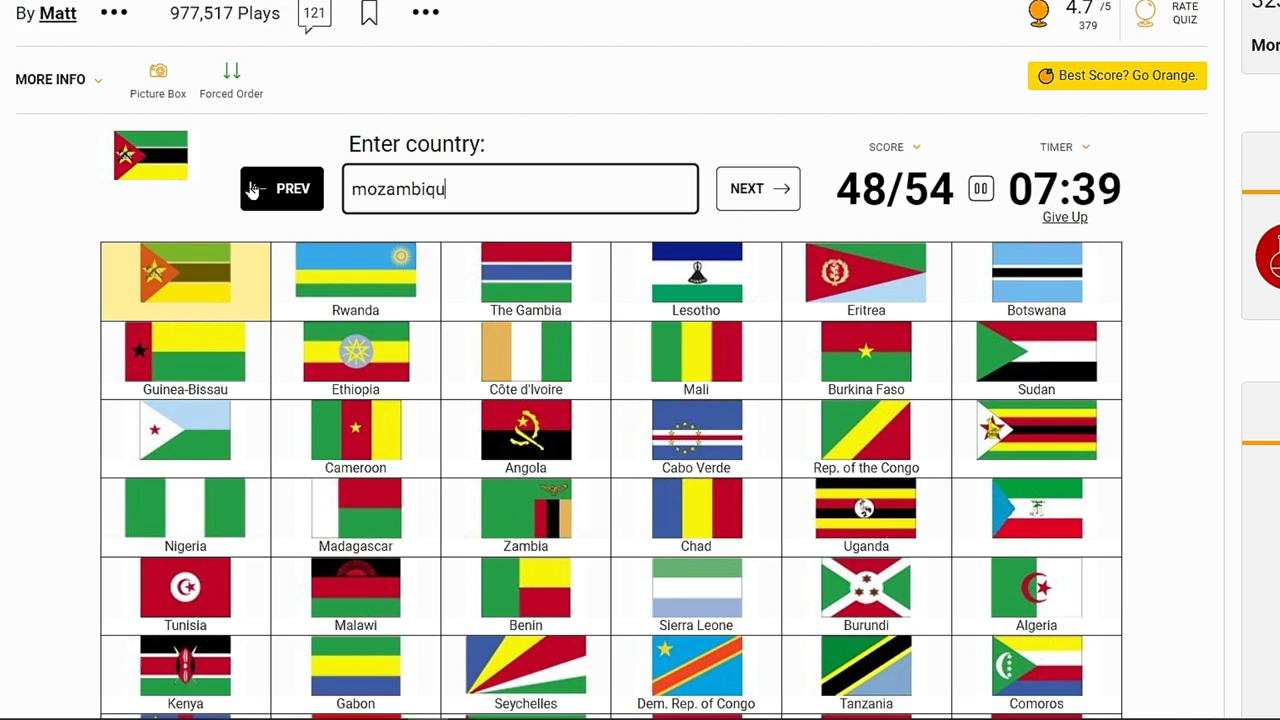 By Matt ••• 977,517 Plays 121 ••• 4.7 /5 379 RATE QUIZ
MORE INFO Picture Box Forced Order Best Score? Go Orange.
Enter country:
SCORE TIMER
PREV mozambiqu NEXT 48/54 07:39
Give Up
Rwanda The Gambia Lesotho Eritrea Botswana
Guinea-Bissau Ethiopia Côte d'Ivoire Mali Burkina Faso Sudan
Cameroon Angola Cabo Verde Rep. of the Congo
Nigeria Madagascar Zambia Chad Uganda
Tunisia Malawi Benin Sierra Leone Burundi Algeria
Kenya Gabon Seychelles Dem. Rep. of Congo Tanzania Comoros